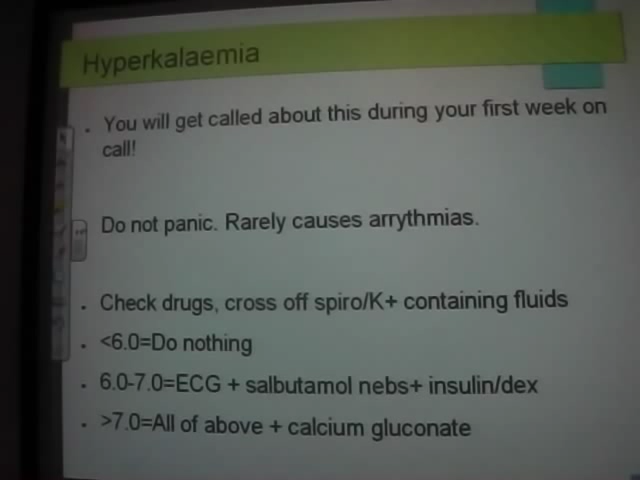 Hyperkalaemia
. You will get called about this during your first week on
call!
Do not panic. Rarely causes arrythmias.
. Check drugs, cross off spiro/K+ containing fluids
. <6.0=Do nothing
. 6.0-7.0=ECG + salbutamol nebs+ insulin/dex
. >7.0=All of above + calcium gluconate